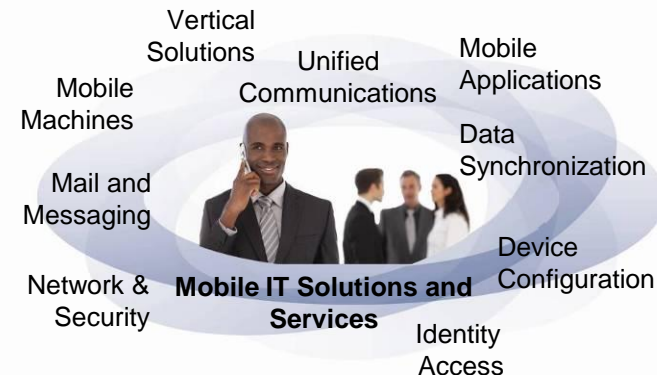 Vertical
Solutions
Unified
Communications
Mobile
Applications
Mobile
Machines
Data
Synchronization
Mail and
Messaging
Device
Configuration
Network &
Security
Mobile IT Solutions and
Services
Identity
Access